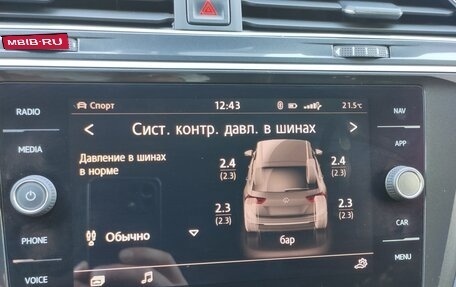 MBIB-RU
RADIO
MEDIA
PHONE
VOICE
Спорт
12:43
21.5°C
Сист. контр. давл. в шинах
Давление в шинах
в норме
2.4
(2.3)
2.4
(2.3)
2.3
(2.3)
2.3
(2.3)
Обычно
бар
NAV
APP
CAR
MENU